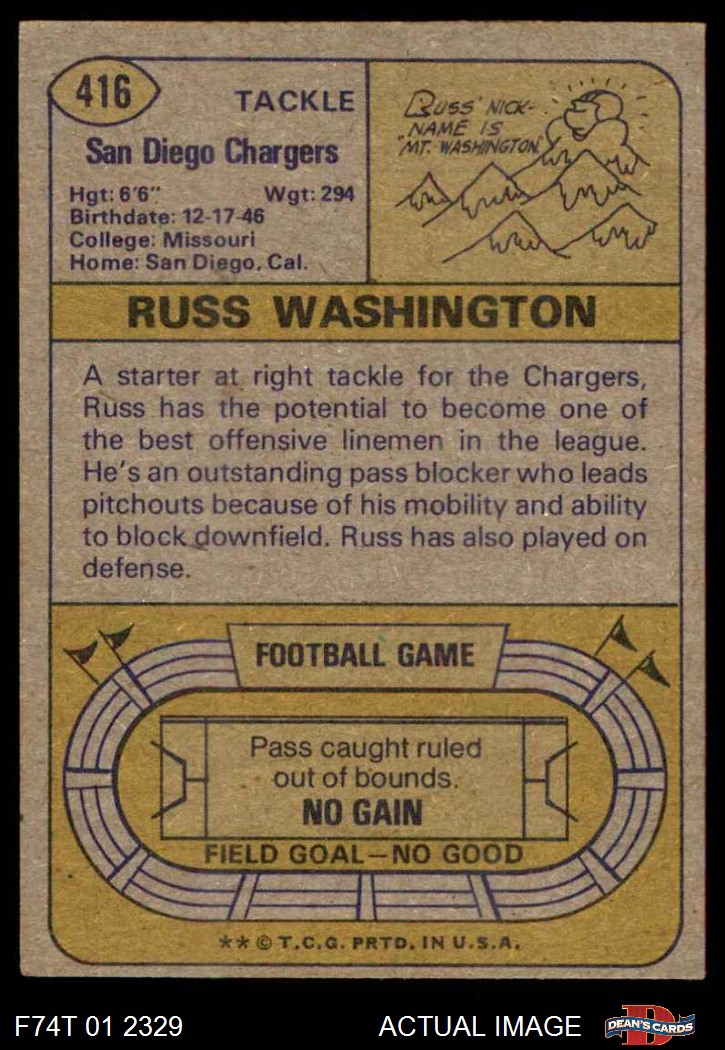 416
TACKLE
San Diego Chargers
Hgt: 6'6" Wgt: 294
Birthdate: 12-17-46
College: Missouri
Home: San Diego, Cal.
RUSS' NICK-
NAME IS
"MT. WASHINGTON"
RUSS WASHINGTON
A starter at right tackle for the Chargers,
Russ has the potential to become one of
the best offensive linemen in the league.
He's an outstanding pass blocker who leads
pitchouts because of his mobility and ability
to block downfield. Russ has also played on
defense.
FOOTBALL GAME
Pass caught ruled
out of bounds.
NO GAIN
FIELD GOAL—NO GOOD
** © T.C.G. PRTD. IN U.S.A.
F74T 01 2329 ACTUAL IMAGE
D
DEAN'S CARDS